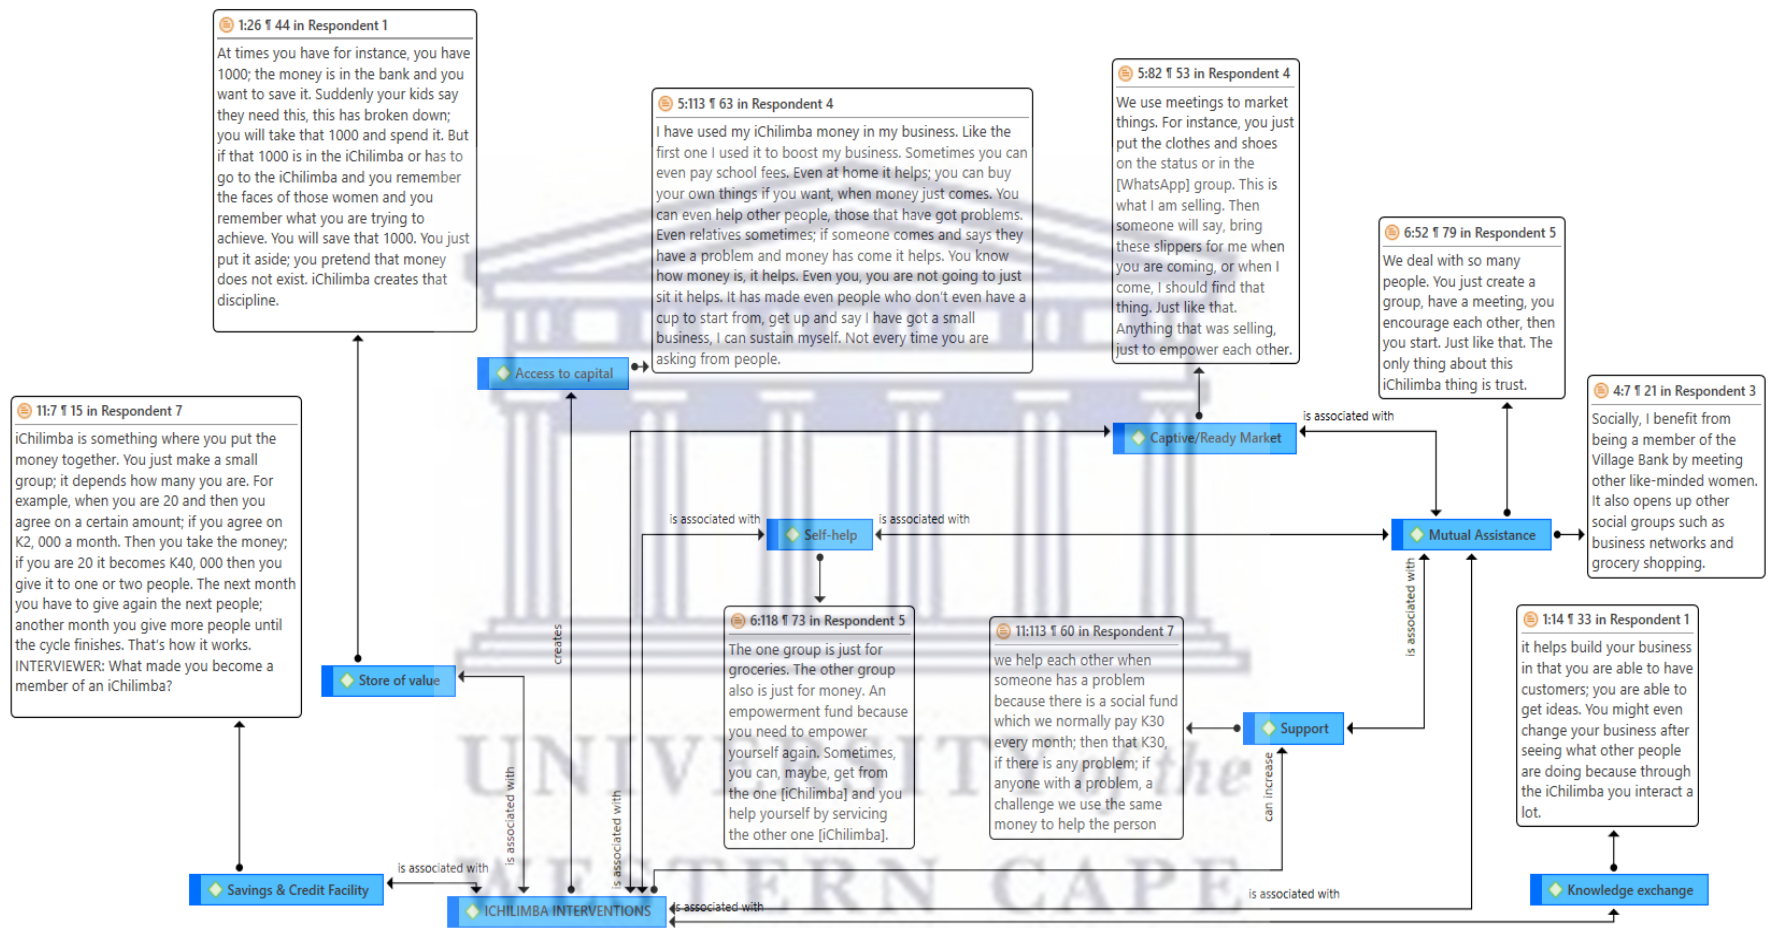 1:26 ¶ 44 in Respondent 1
At times you have for instance, you have
1000; the money is in the bank and you
want to save it. Suddenly your kids say
they need this, this has broken down;
you will take that 1000 and spend it. But
if that 1000 is in the iChilimba or has to
go to the iChilimba and you remember
the faces of those women and you
remember what you are trying to
achieve. You will save that 1000. You just
put it aside; you pretend that money
does not exist. iChilimba creates that
discipline.
5:113 ¶ 63 in Respondent 4
I have used my iChilimba money in my business. Like the
first one I used it to boost my business. Sometimes you can
even pay school fees. Even at home it helps; you can buy
your own things if you want, when money just comes. You
can even help other people, those that have got problems.
Even relatives sometimes; if someone comes and says they
have a problem and money has come it helps. You know
how money is, it helps. Even you, you are not going to just
sit it helps. It has made even people who don't even have a
cup to start from, get up and say I have got a small
business, I can sustain myself. Not every time you are
asking from people.
5:82 ¶ 53 in Respondent 4
We use meetings to market
things. For instance, you just
put the clothes and shoes
on the status or in the
[WhatsApp] group. This is
what I am selling. Then
someone will say, bring
these slippers for me when
you are coming, or when I
come, I should find that
thing. Just like that.
Anything that was selling,
just to empower each other.
6:52 ¶ 79 in Respondent 5
We deal with so many
people. You just create a
group, have a meeting, you
encourage each other, then
you start. Just like that. The
only thing about this
iChilimba thing is trust.
4:7 ¶ 21 in Respondent 3
Socially, I benefit from
being a member of the
Village Bank by meeting
other like-minded women.
It also opens up other
social groups such as
business networks and
grocery shopping.
11:7 ¶ 15 in Respondent 7
iChilimba is something where you put the
money together. You just make a small
group; it depends how many you are. For
example, when you are 20 and then you
agree on a certain amount; if you agree on
K2, 000 a month. Then you take the money;
if you are 20 it becomes K40, 000 then you
give it to one or two people. The next month
you have to give again the next people;
another month you give more people until
the cycle finishes. That's how it works.
INTERVIEWER: What made you become a
member of an iChilimba?
Access to capital
Captive/Ready Market
is associated with
is associated with
Self-help
is associated with
Mutual Assistance
6:118 ¶ 73 in Respondent 5
The one group is just for
groceries. The other group
also is just for money. An
empowerment fund because
you need to empower
yourself again. Sometimes,
you can, maybe, get from
the one [iChilimba] and you
help yourself by servicing
the other one [iChilimba].
11:113 ¶ 60 in Respondent 7
we help each other when
someone has a problem
because there is a social fund
which we normally pay K30
every month; then that K30,
if there is any problem; if
anyone with a problem, a
challenge we use the same
money to help the person
1:14 ¶ 33 in Respondent 1
it helps build your business
in that you are able to have
customers; you are able to
get ideas. You might even
change your business after
seeing what other people
are doing because through
the iChilimba you interact a
lot.
creates
is associated with
Store of value
Support
is associated with
is associated with
can increase
Savings & Credit Facility
is associated with
ICHILIMBA INTERVENTIONS
is associated with
is associated with
Knowledge exchange
UNIVERSITY of the
WESTERN CAPE